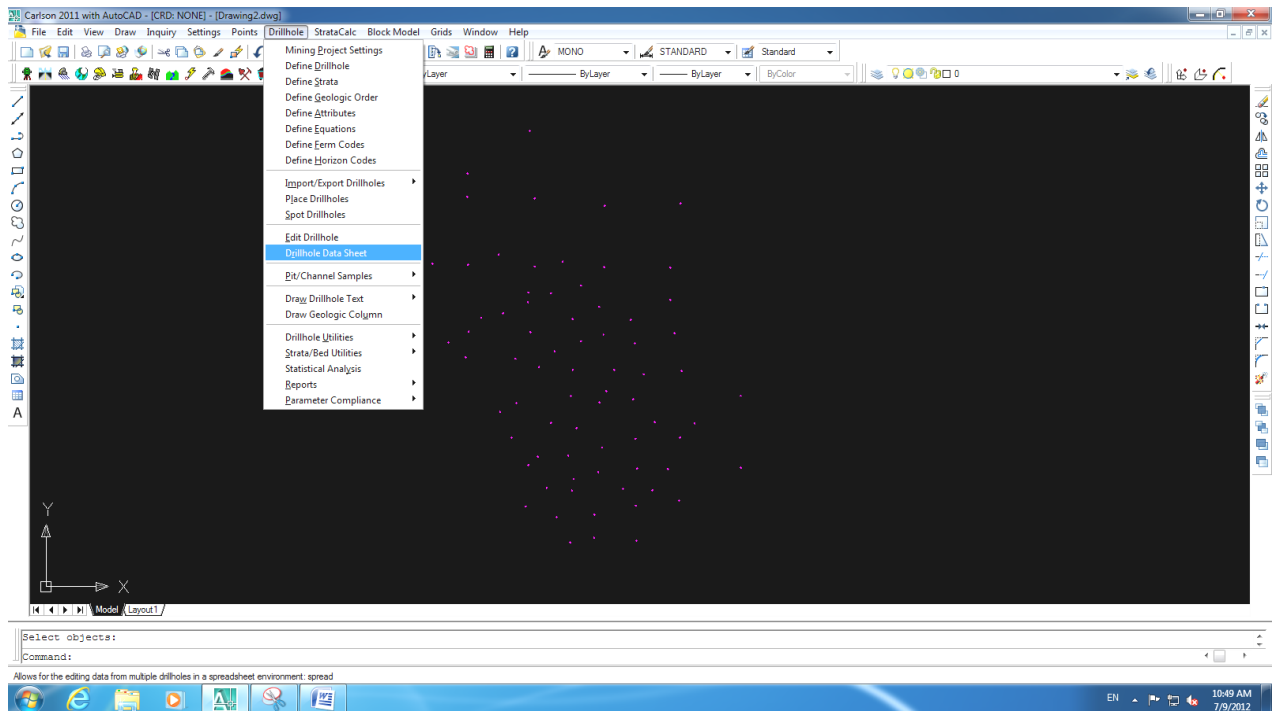 Carlson 2011 with AutoCAD - [CRD: NONE] - [Drawing2.dwg]
File Edit View Draw Inquiry Settings Points Drillhole StrataCalc Block Model Grids Window Help
MONO STANDARD Standard
yLayer ByLayer ByLayer ByColor 0
Mining Project Settings
Define Drillhole
Define Strata
Define Geologic Order
Define Attributes
Define Equations
Define Ferm Codes
Define Horizon Codes
Import/Export Drillholes
Place Drillholes
Spot Drillholes
Edit Drillhole
Drillhole Data Sheet
Pit/Channel Samples
Draw Drillhole Text
Draw Geologic Column
Drillhole Utilities
Strata/Bed Utilities
Statistical Analysis
Reports
Parameter Compliance
A
Y
X
Model Layout1
Select objects:
Command:
Allows for the editing data from multiple drillholes in a spreadsheet environment: spread
EN 10:49 AM
7/9/2012